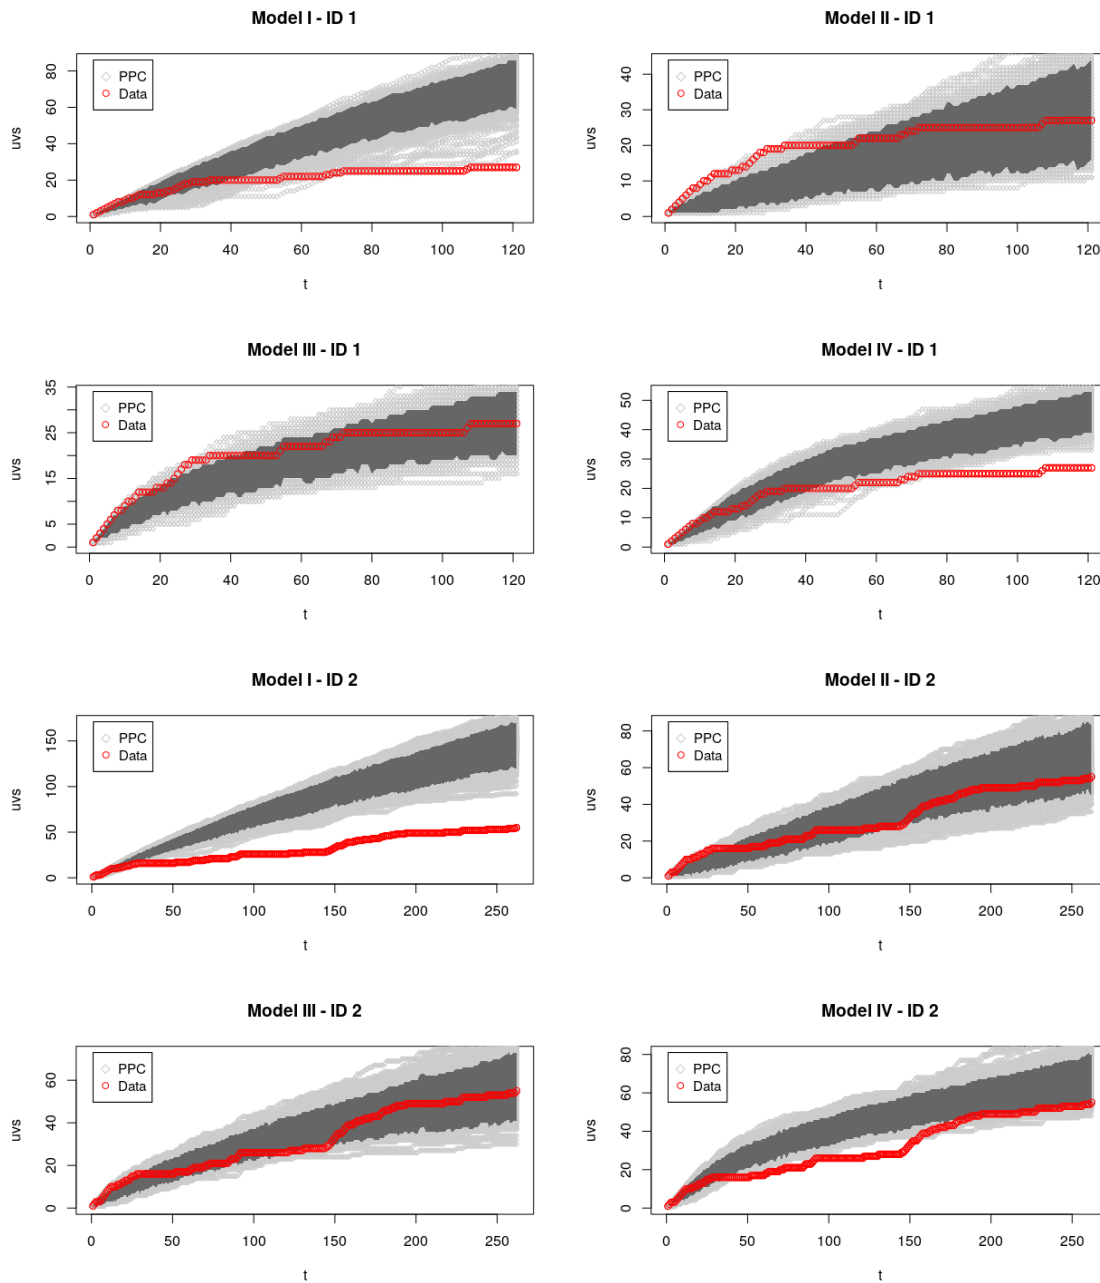 Model I - ID 1
uvs
0 20 40 60 80
PPC
Data
0 20 40 60 80 100 120
t
Model II - ID 1
uvs
0 10 20 30 40
PPC
Data
0 20 40 60 80 100 120
t
Model III - ID 1
uvs
0 5 15 25 35
PPC
Data
0 20 40 60 80 100 120
t
Model IV - ID 1
uvs
0 10 20 30 40 50
PPC
Data
0 20 40 60 80 100 120
t
Model I - ID 2
uvs
0 50 100 150
PPC
Data
0 50 100 150 200 250
t
Model II - ID 2
uvs
0 20 40 60 80
PPC
Data
0 50 100 150 200 250
t
Model III - ID 2
uvs
0 20 40 60
PPC
Data
0 50 100 150 200 250
t
Model IV - ID 2
uvs
0 20 40 60 80
PPC
Data
0 50 100 150 200 250
t